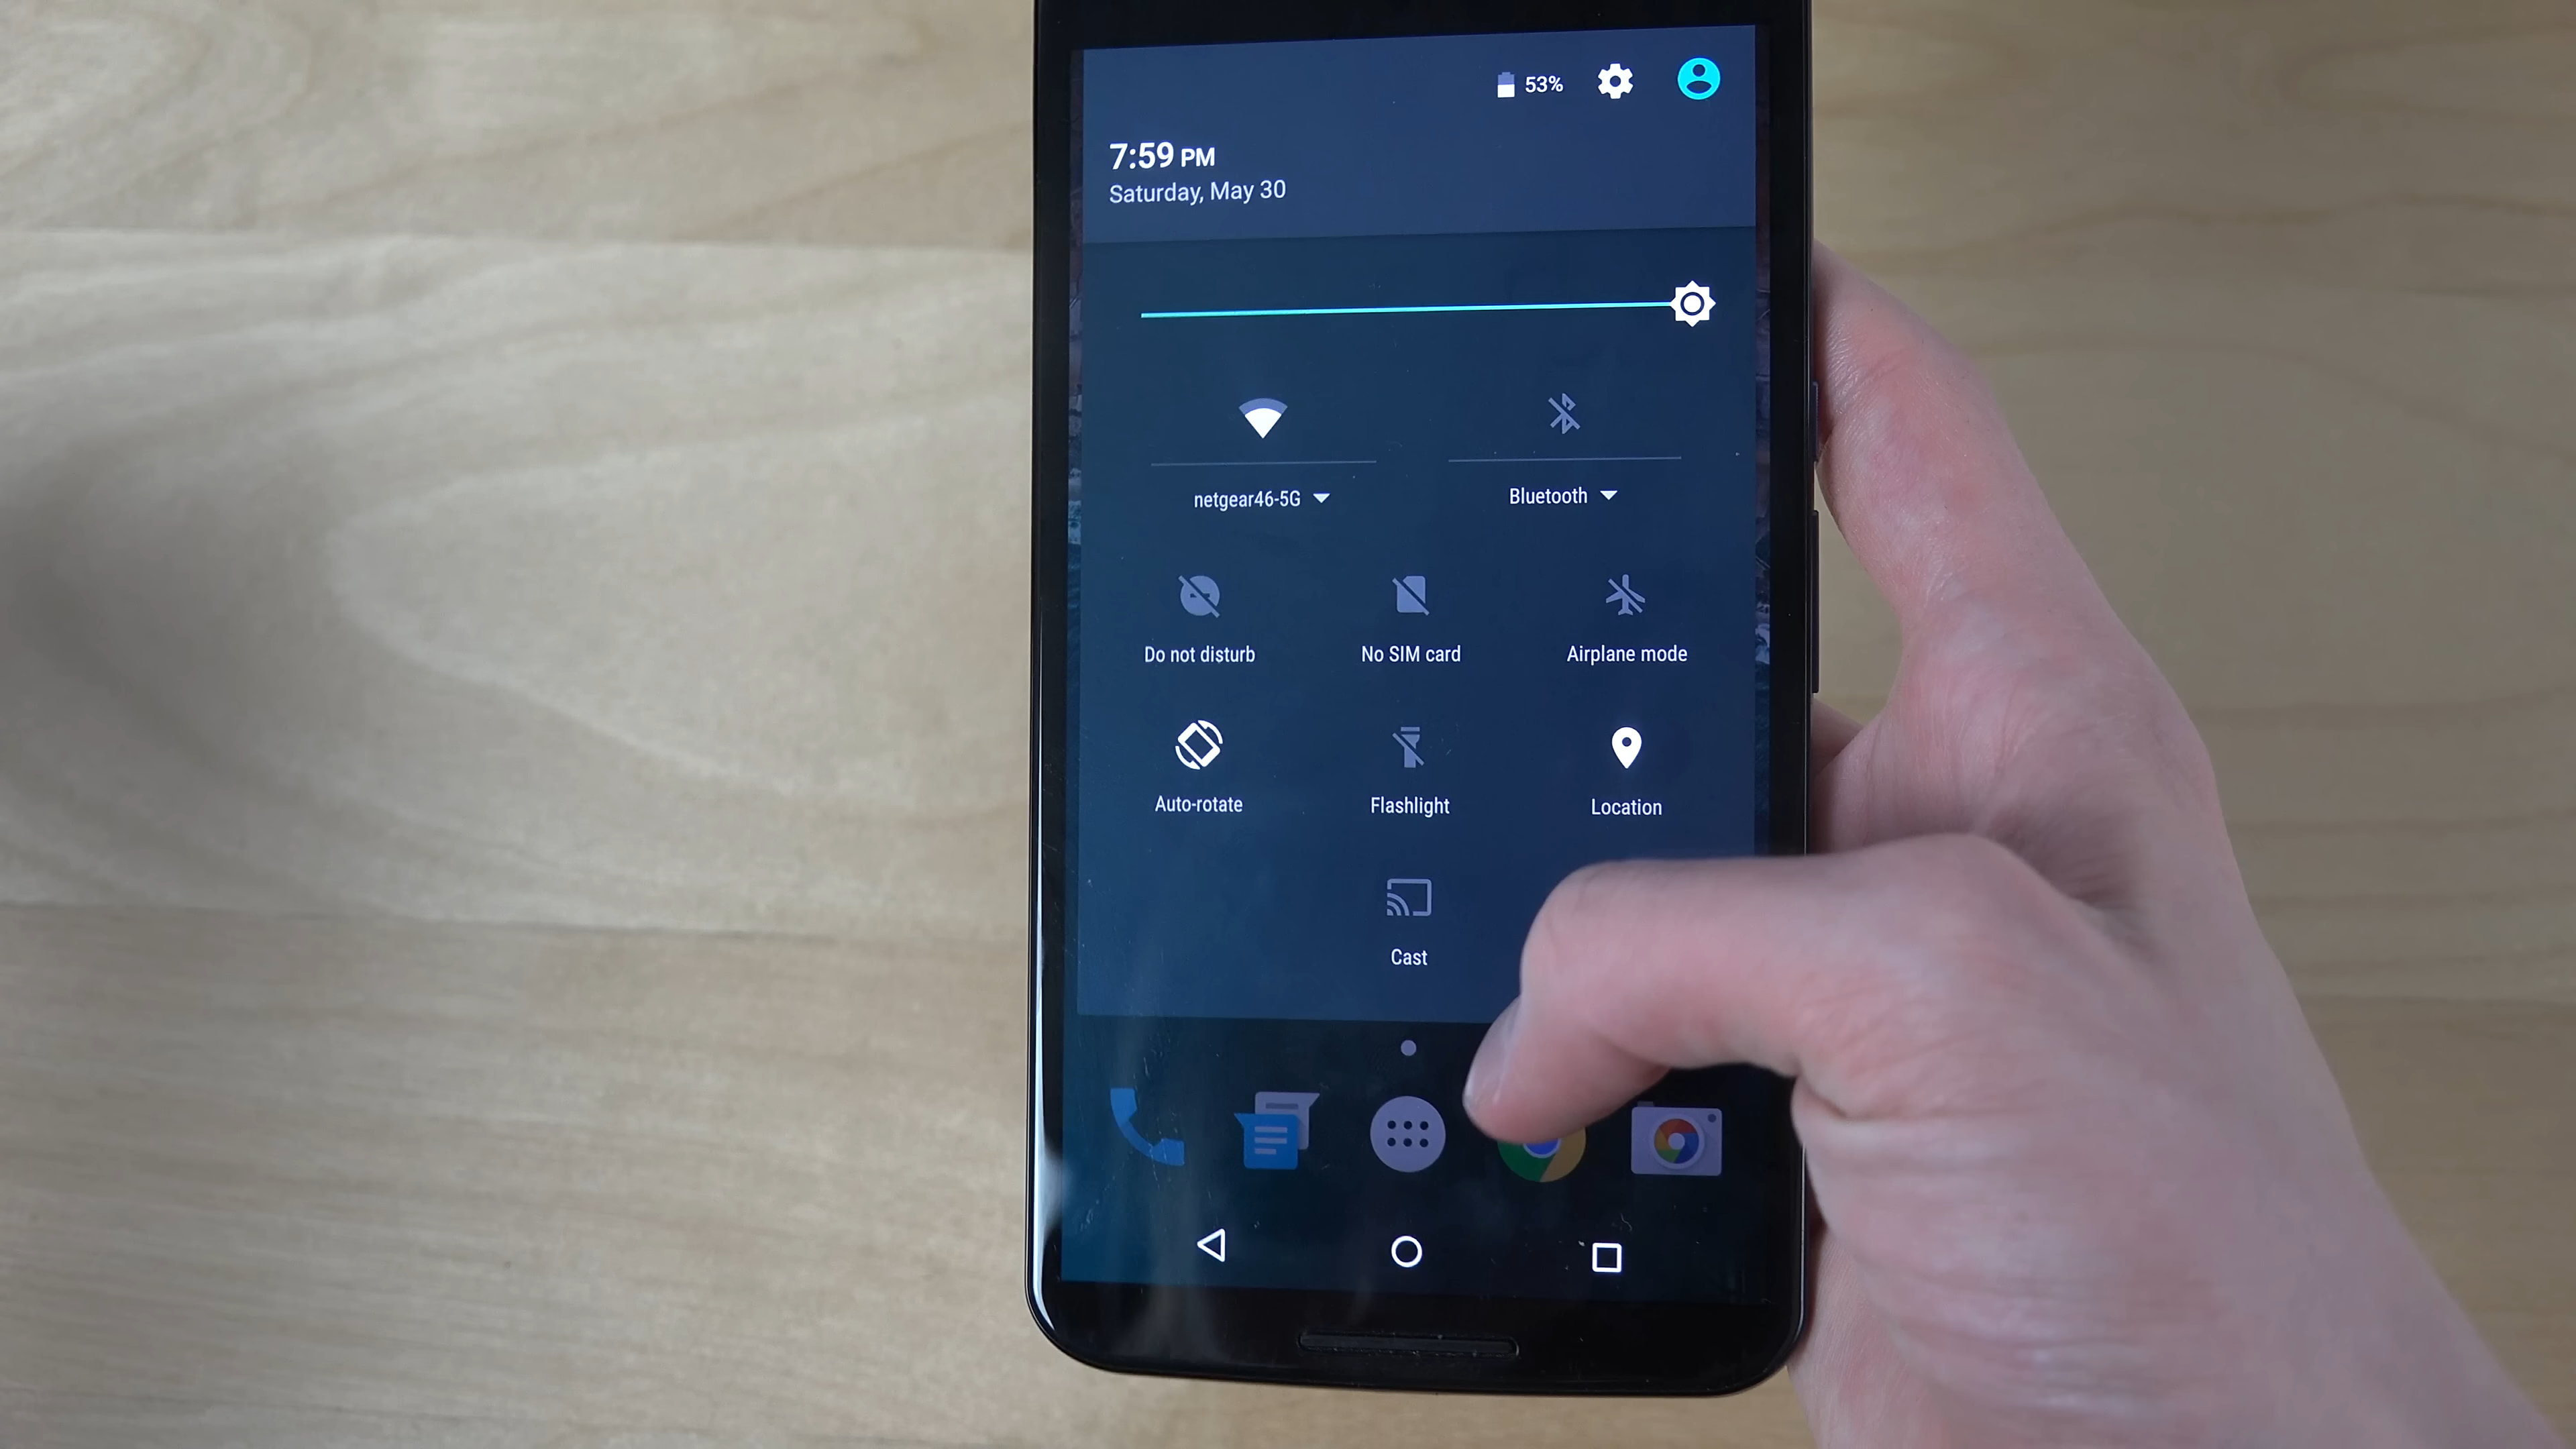 53%
7:59 PM
Saturday, May 30
netgear46-5G
Bluetooth
Do not disturb
No SIM card
Airplane mode
Auto-rotate
Flashlight
Location
Cast